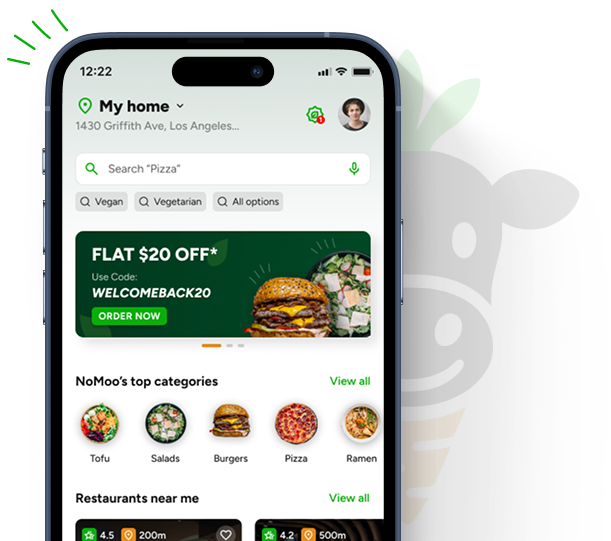 12:22
My home
1430 Griffith Ave, Los Angeles...
1
Search “Pizza”
Vegan
Vegetarian
All options
FLAT $20 OFF*
Use Code:
WELCOMEBACK20
ORDER NOW
NoMoo’s top categories
View all
Tofu
Salads
Burgers
Pizza
Ramen
Restaurants near me
View all
4.5
200m
4.2
500m